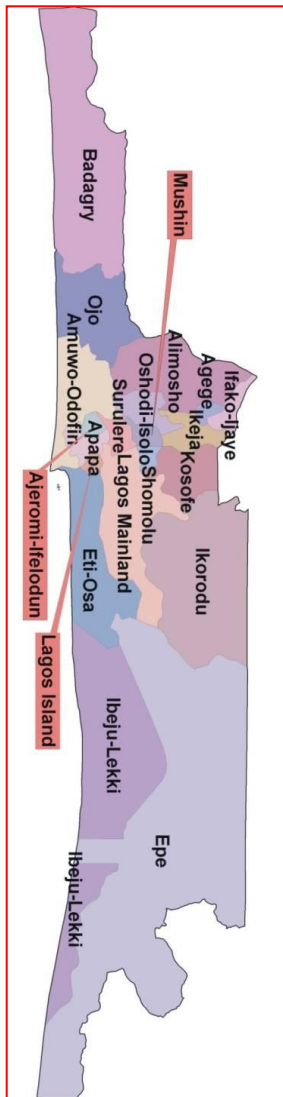 Badagry
Ojo
Amuwo-Odofin
Mushin
Ifako-Ijaye
Agege
Alimosho
Ikeja
Oshodi-Isolo
Kosofe
Shomolu
Surulere
Lagos Mainland
Apapa
Ajeromi-Ifelodun
Lagos Island
Eti-Osa
Ikorodu
Ibeju-Lekki
Epe
Ibeju-Lekki